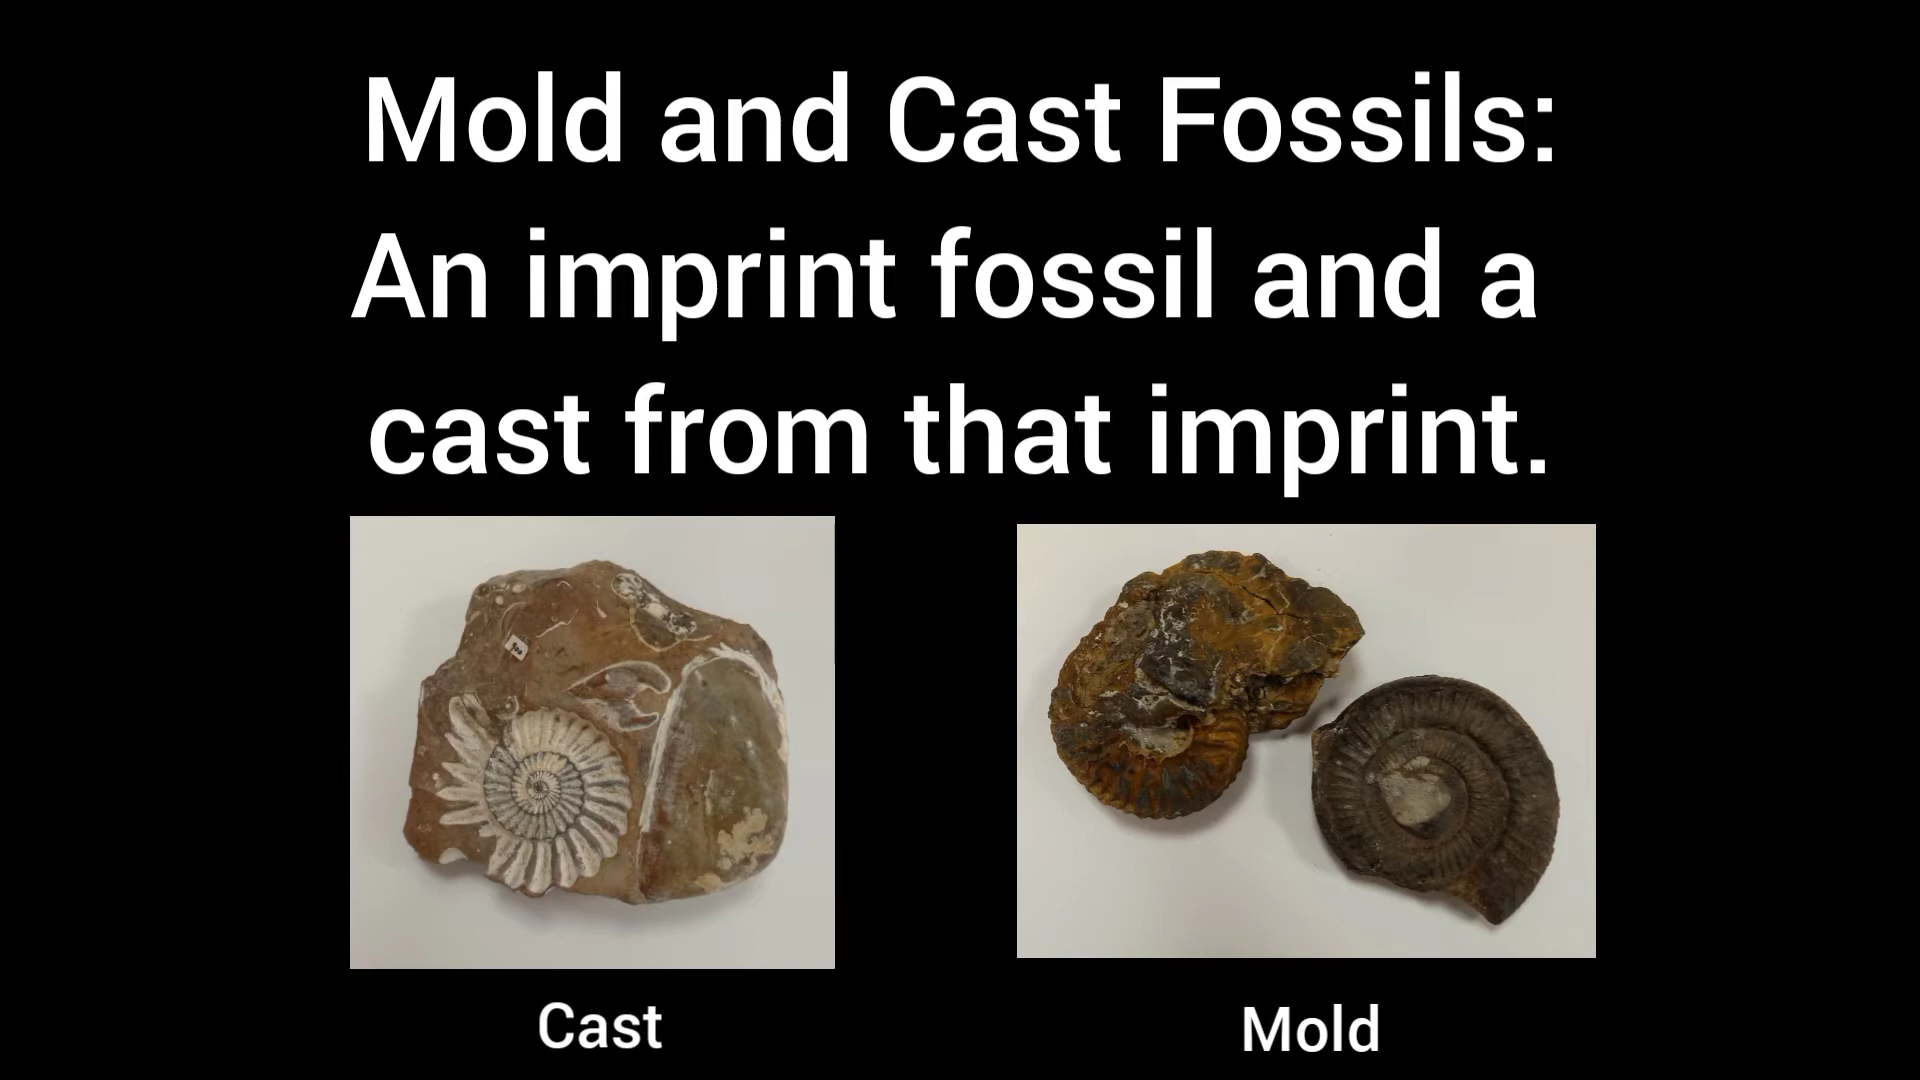 Mold and Cast Fossils:
An imprint fossil and a
cast from that imprint.
Cast
Mold